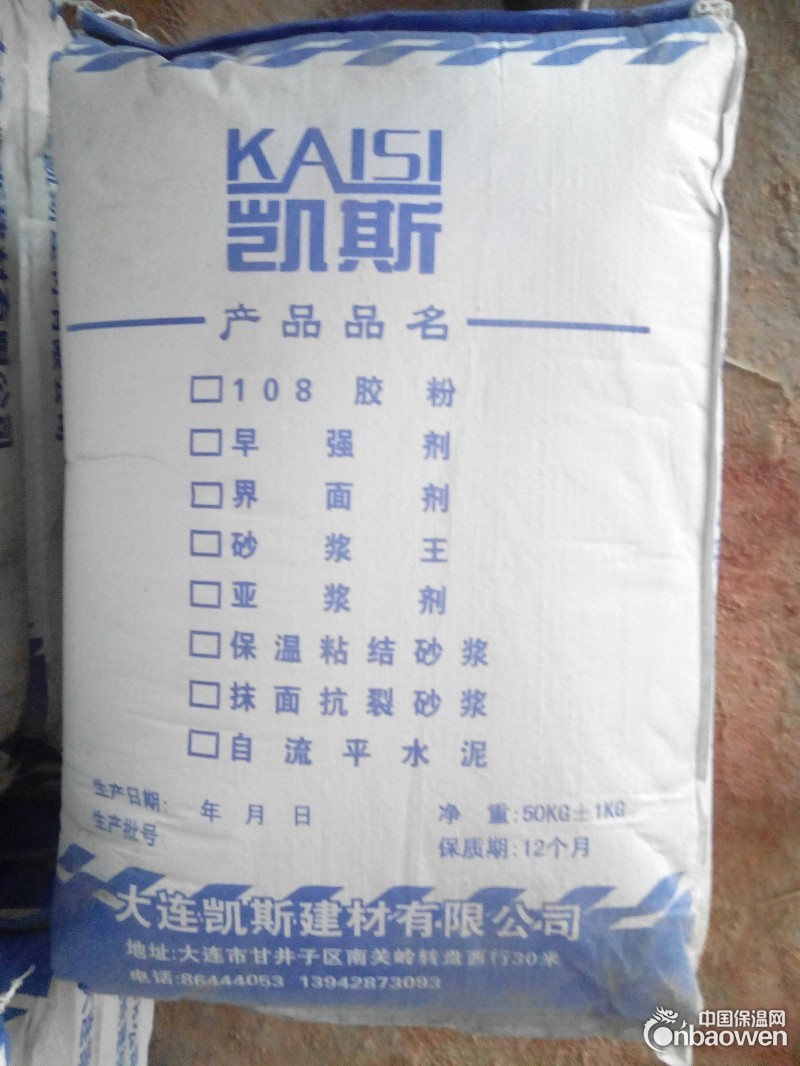 KAISI
凯斯
产品品名
□108胶粉
□早强剂
□界面剂
□砂浆王
□亚浆剂
□保温粘结砂浆
□抹面抗裂砂浆
□自流平水泥
生产日期: 年 月 日
净 重:50KG±1KG
生产批号
保质期:12个月
大连凯斯建材有限公司
地址:大连市甘井子区南关岭转盘西行30米
电话:86444053 13942873093
中国保温网
Cnbaowen